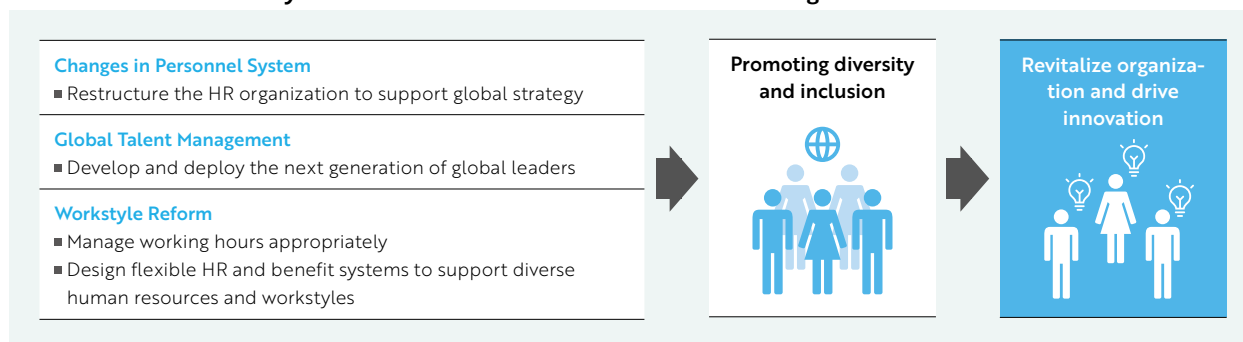 Changes in Personnel System
■ Restructure the HR organization to support global strategy
Global Talent Management
■ Develop and deploy the next generation of global leaders
Workstyle Reform
■ Manage working hours appropriately
■ Design flexible HR and benefit systems to support diverse
human resources and workstyles
Promoting diversity
and inclusion
Revitalize organiza-
tion and drive
innovation